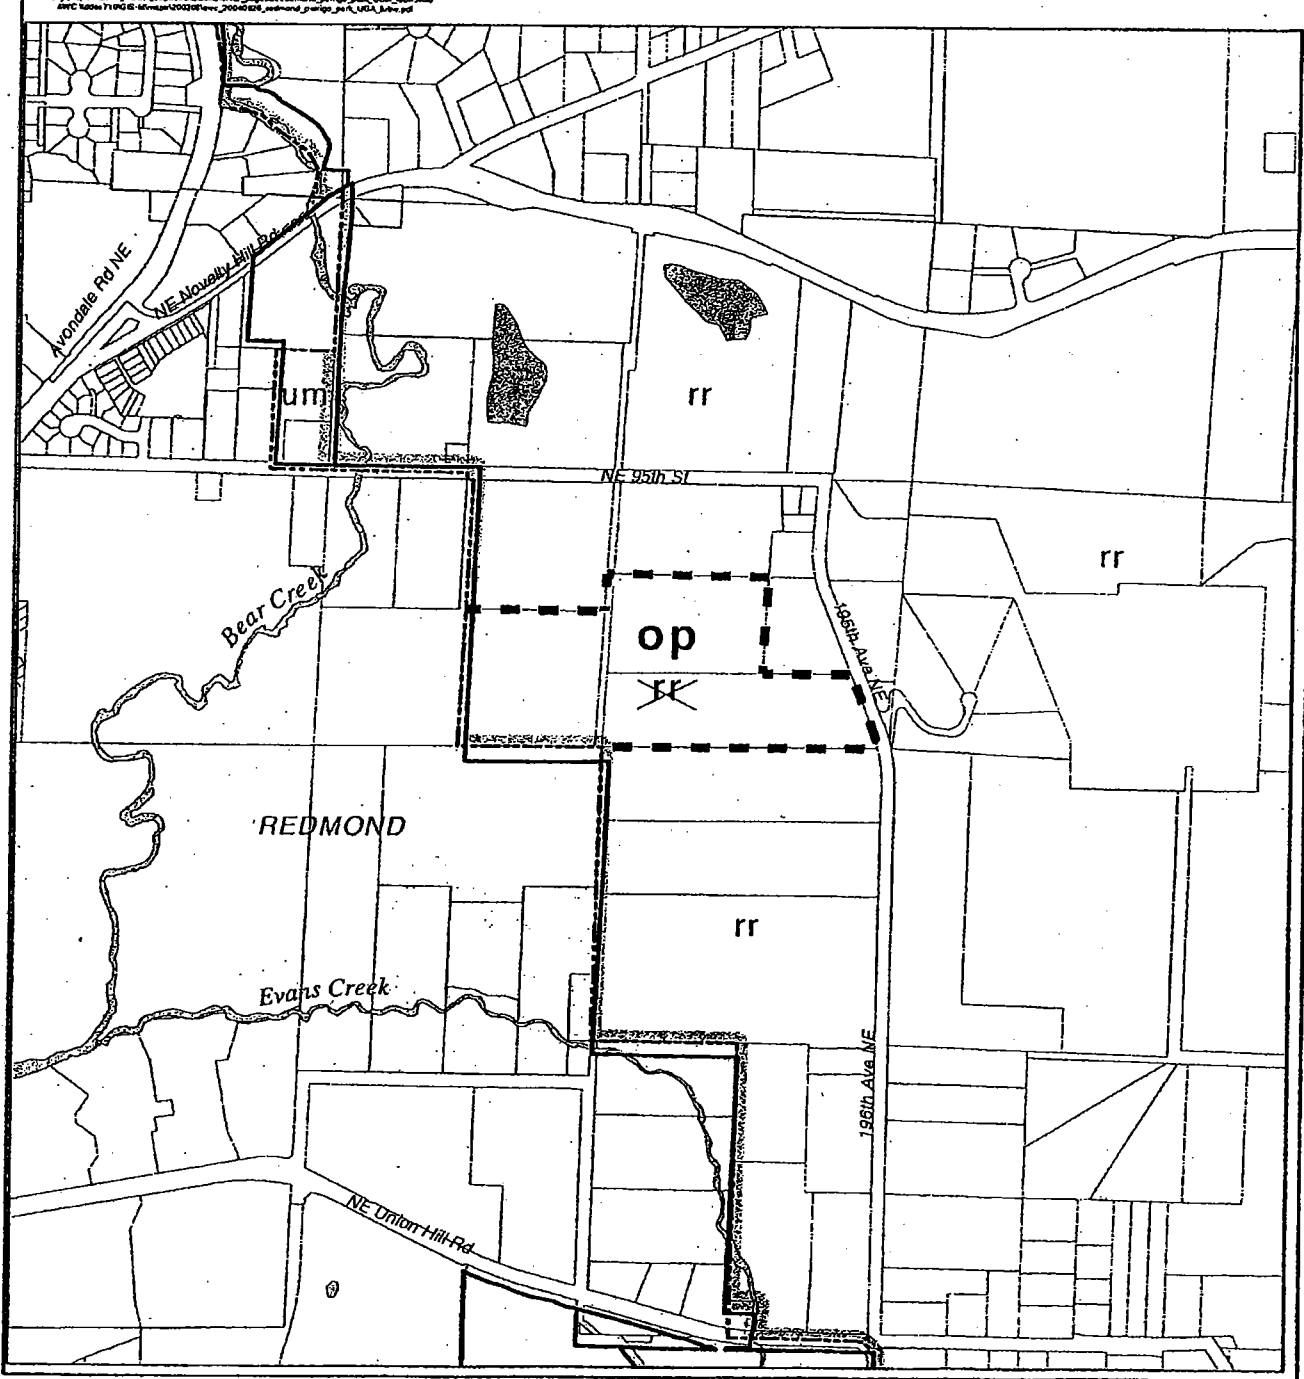 Avondale Rd NE
NE Novelty Hill Rd
um
rr
NE 95th St
rr
Bear Creek
op
rr
195th Ave NE
REDMOND
rr
Evans Creek
196th Ave NE
NE Union Hill Rd